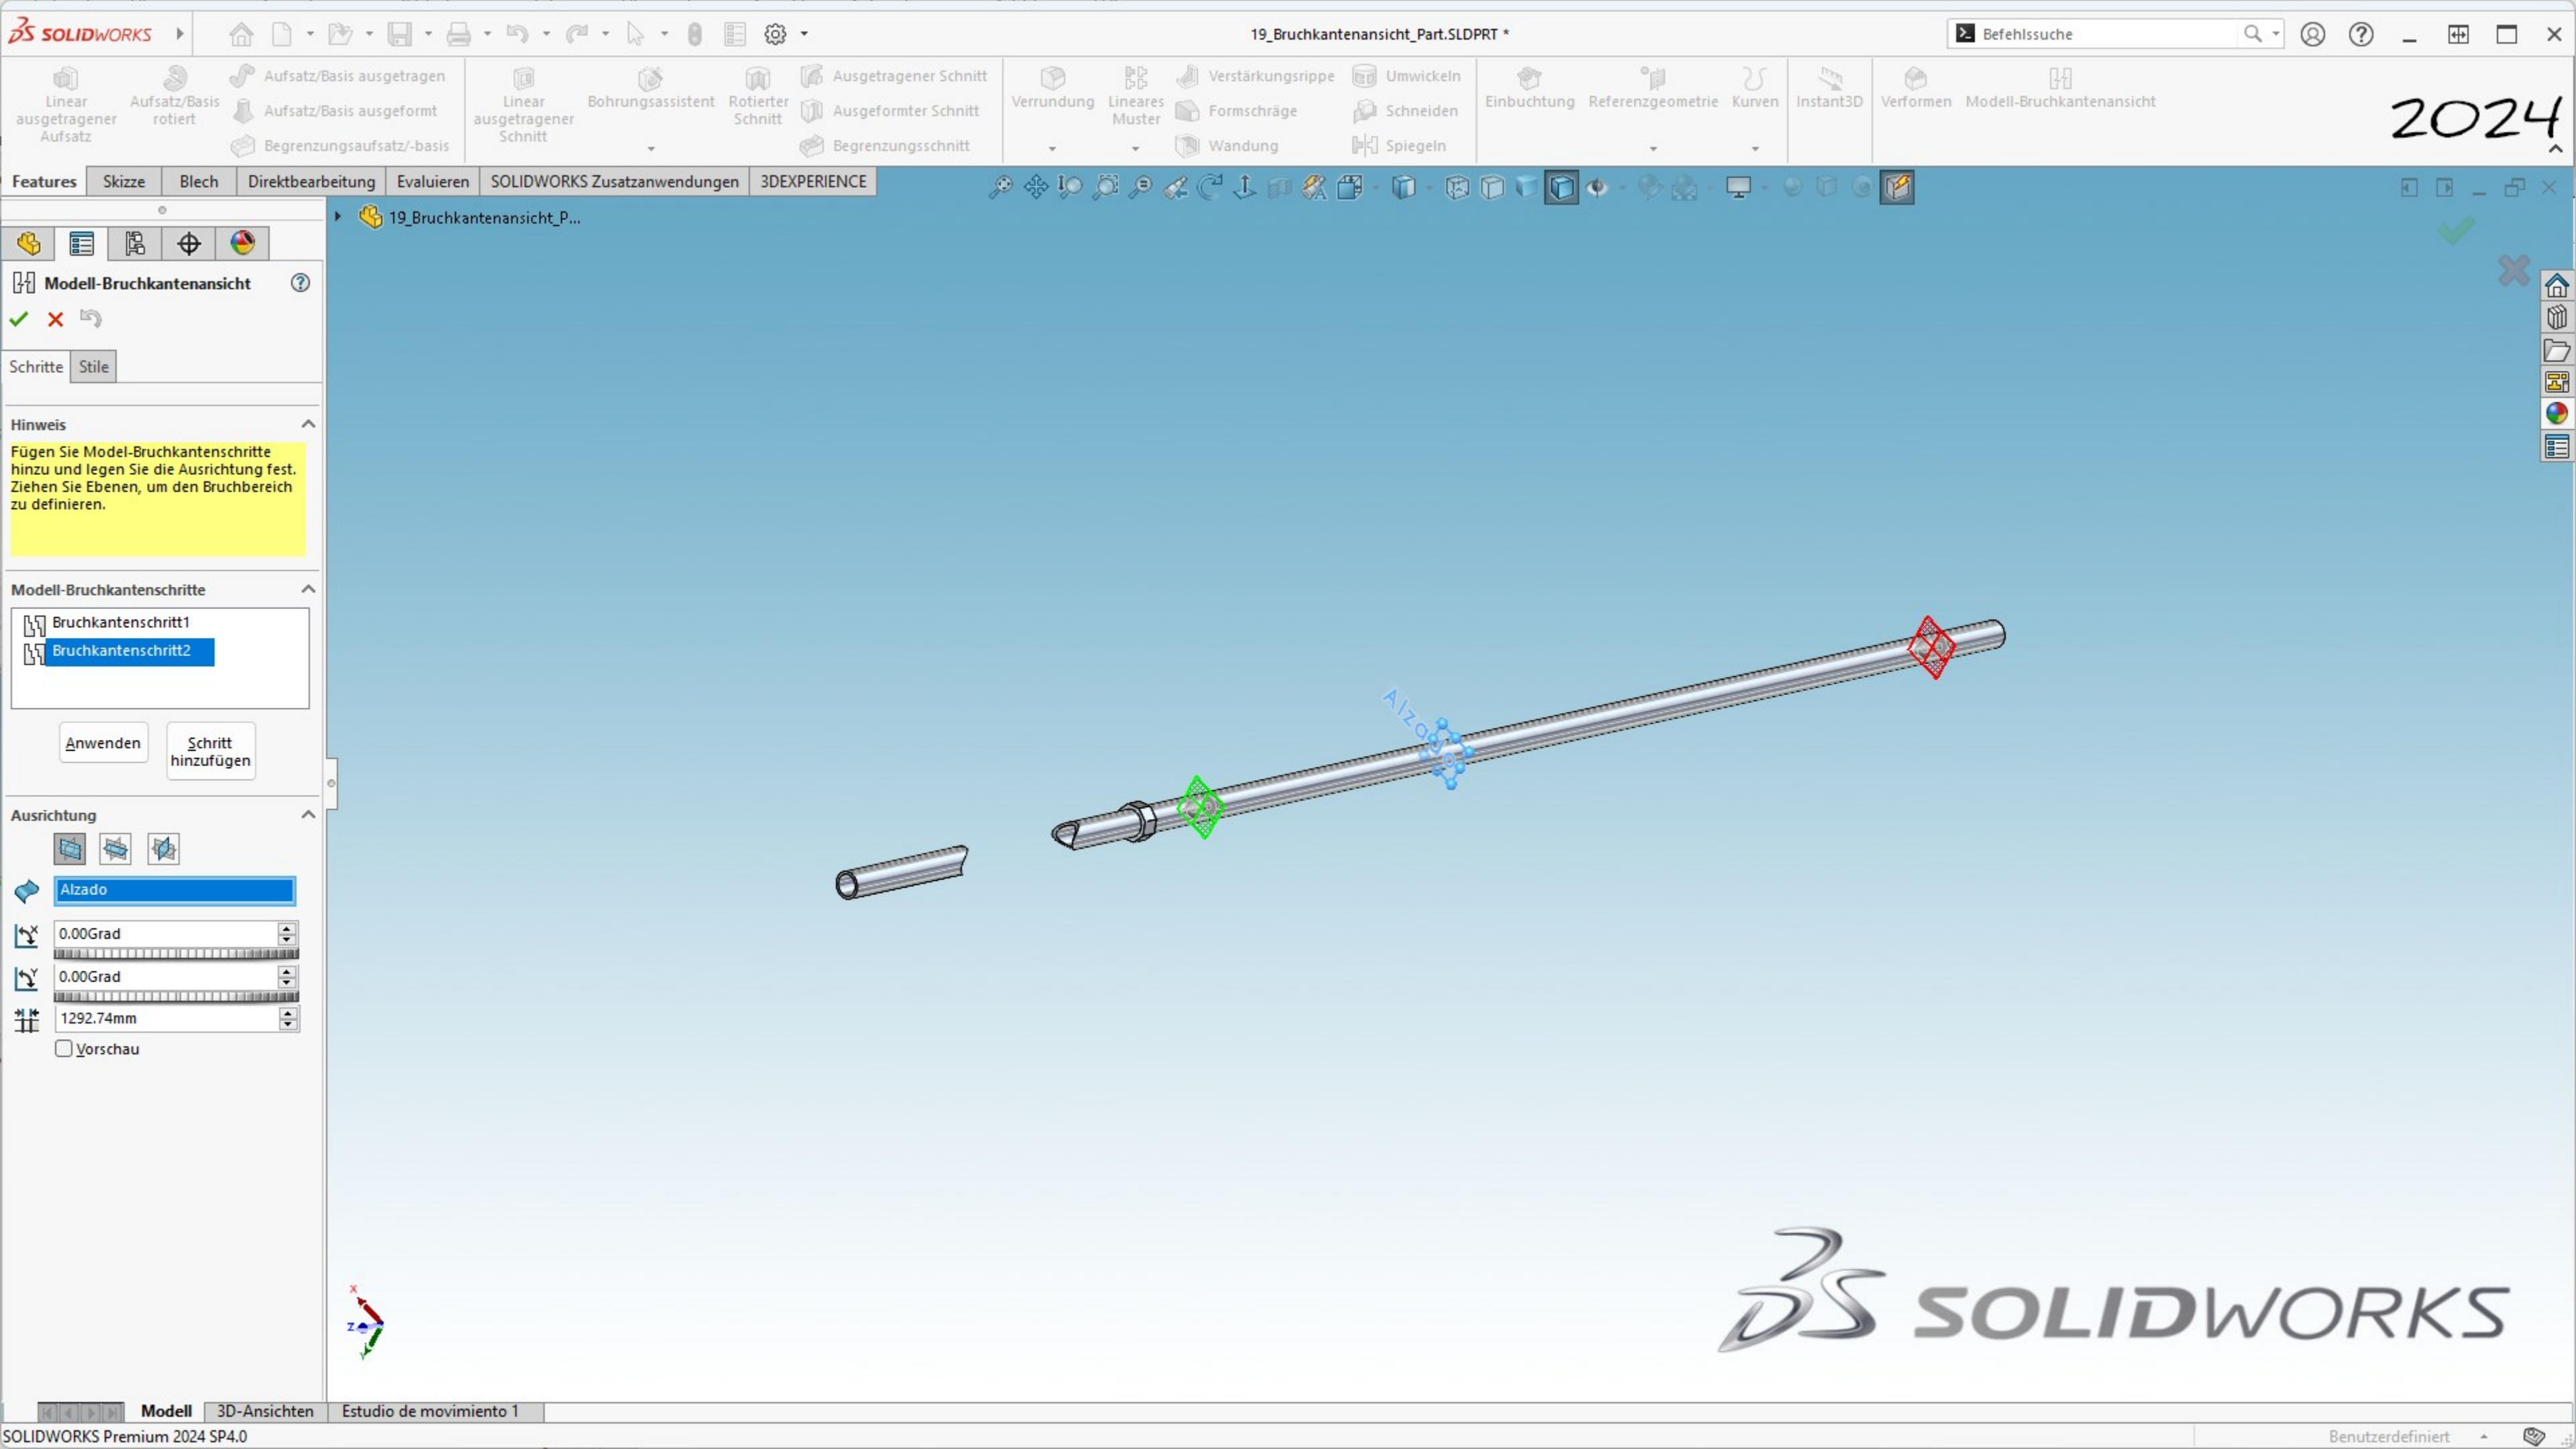 SOLIDWORKS
19_Bruchkantenansicht_Part.SLDPRT *
Befehlssuche
Linear
ausgetragener
Aufsatz
Aufsatz/Basis
rotiert
Aufsatz/Basis ausgetragen
Aufsatz/Basis ausgeformt
Begrenzungsaufsatz/-basis
Linear
ausgetragener
Schnitt
Bohrungsassistent
Rotierter
Schnitt
Ausgetragener Schnitt
Ausgeformter Schnitt
Begrenzungsschnitt
Verrundung
Lineares
Muster
Verstärkungsrippe
Formschräge
Wandung
Umwickeln
Schneiden
Spiegeln
Einbuchtung
Referenzgeometrie
Kurven
Instant3D
Verformen
Modell-Bruchkantenansicht
2024
Features
Skizze
Blech
Direktbearbeitung
Evaluieren
SOLIDWORKS Zusatzanwendungen
3DEXPERIENCE
19_Bruchkantenansicht_P...
Modell-Bruchkantenansicht
Schritte
Stile
Hinweis
Fügen Sie Model-Bruchkantenschritte
hinzu und legen Sie die Ausrichtung fest.
Ziehen Sie Ebenen, um den Bruchbereich
zu definieren.
Modell-Bruchkantenschritte
Bruchkantenschritt1
Bruchkantenschritt2
Anwenden
Schritt
hinzufügen
Ausrichtung
Alzado
0.00Grad
0.00Grad
1292.74mm
Vorschau
Alzado
X
Z
Y
SOLIDWORKS
Modell
3D-Ansichten
Estudio de movimiento 1
SOLIDWORKS Premium 2024 SP4.0
Benutzerdefiniert